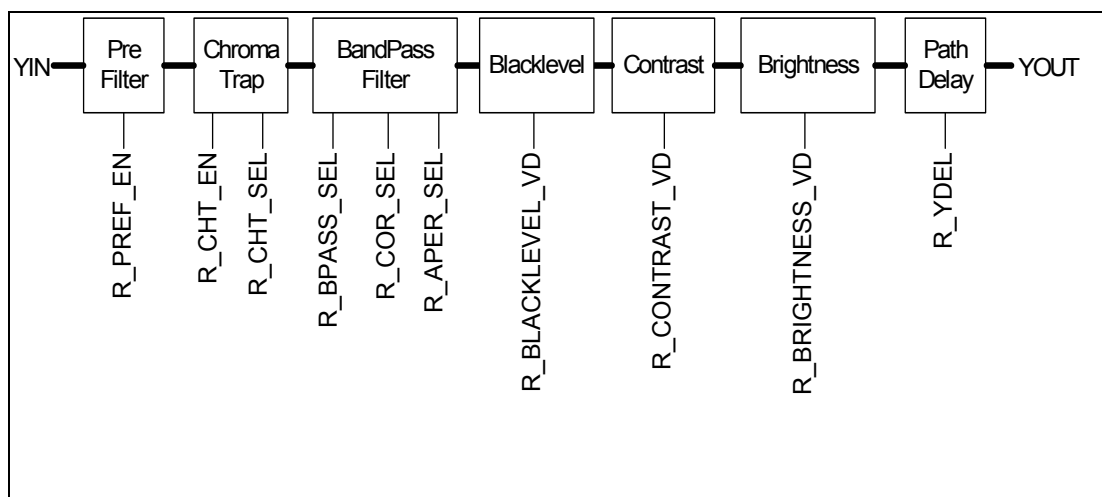 YIN
Pre
Filter
Chroma
Trap
BandPass
Filter
Blacklevel
Contrast
Brightness
Path
Delay
YOUT
R_PREF_EN
R_CHT_EN
R_CHT_SEL
R_BPASS_SEL
R_COR_SEL
R_APER_SEL
R_BLACKLEVEL_VD
R_CONTRAST_VD
R_BRIGHTNESS_VD
R_YDEL